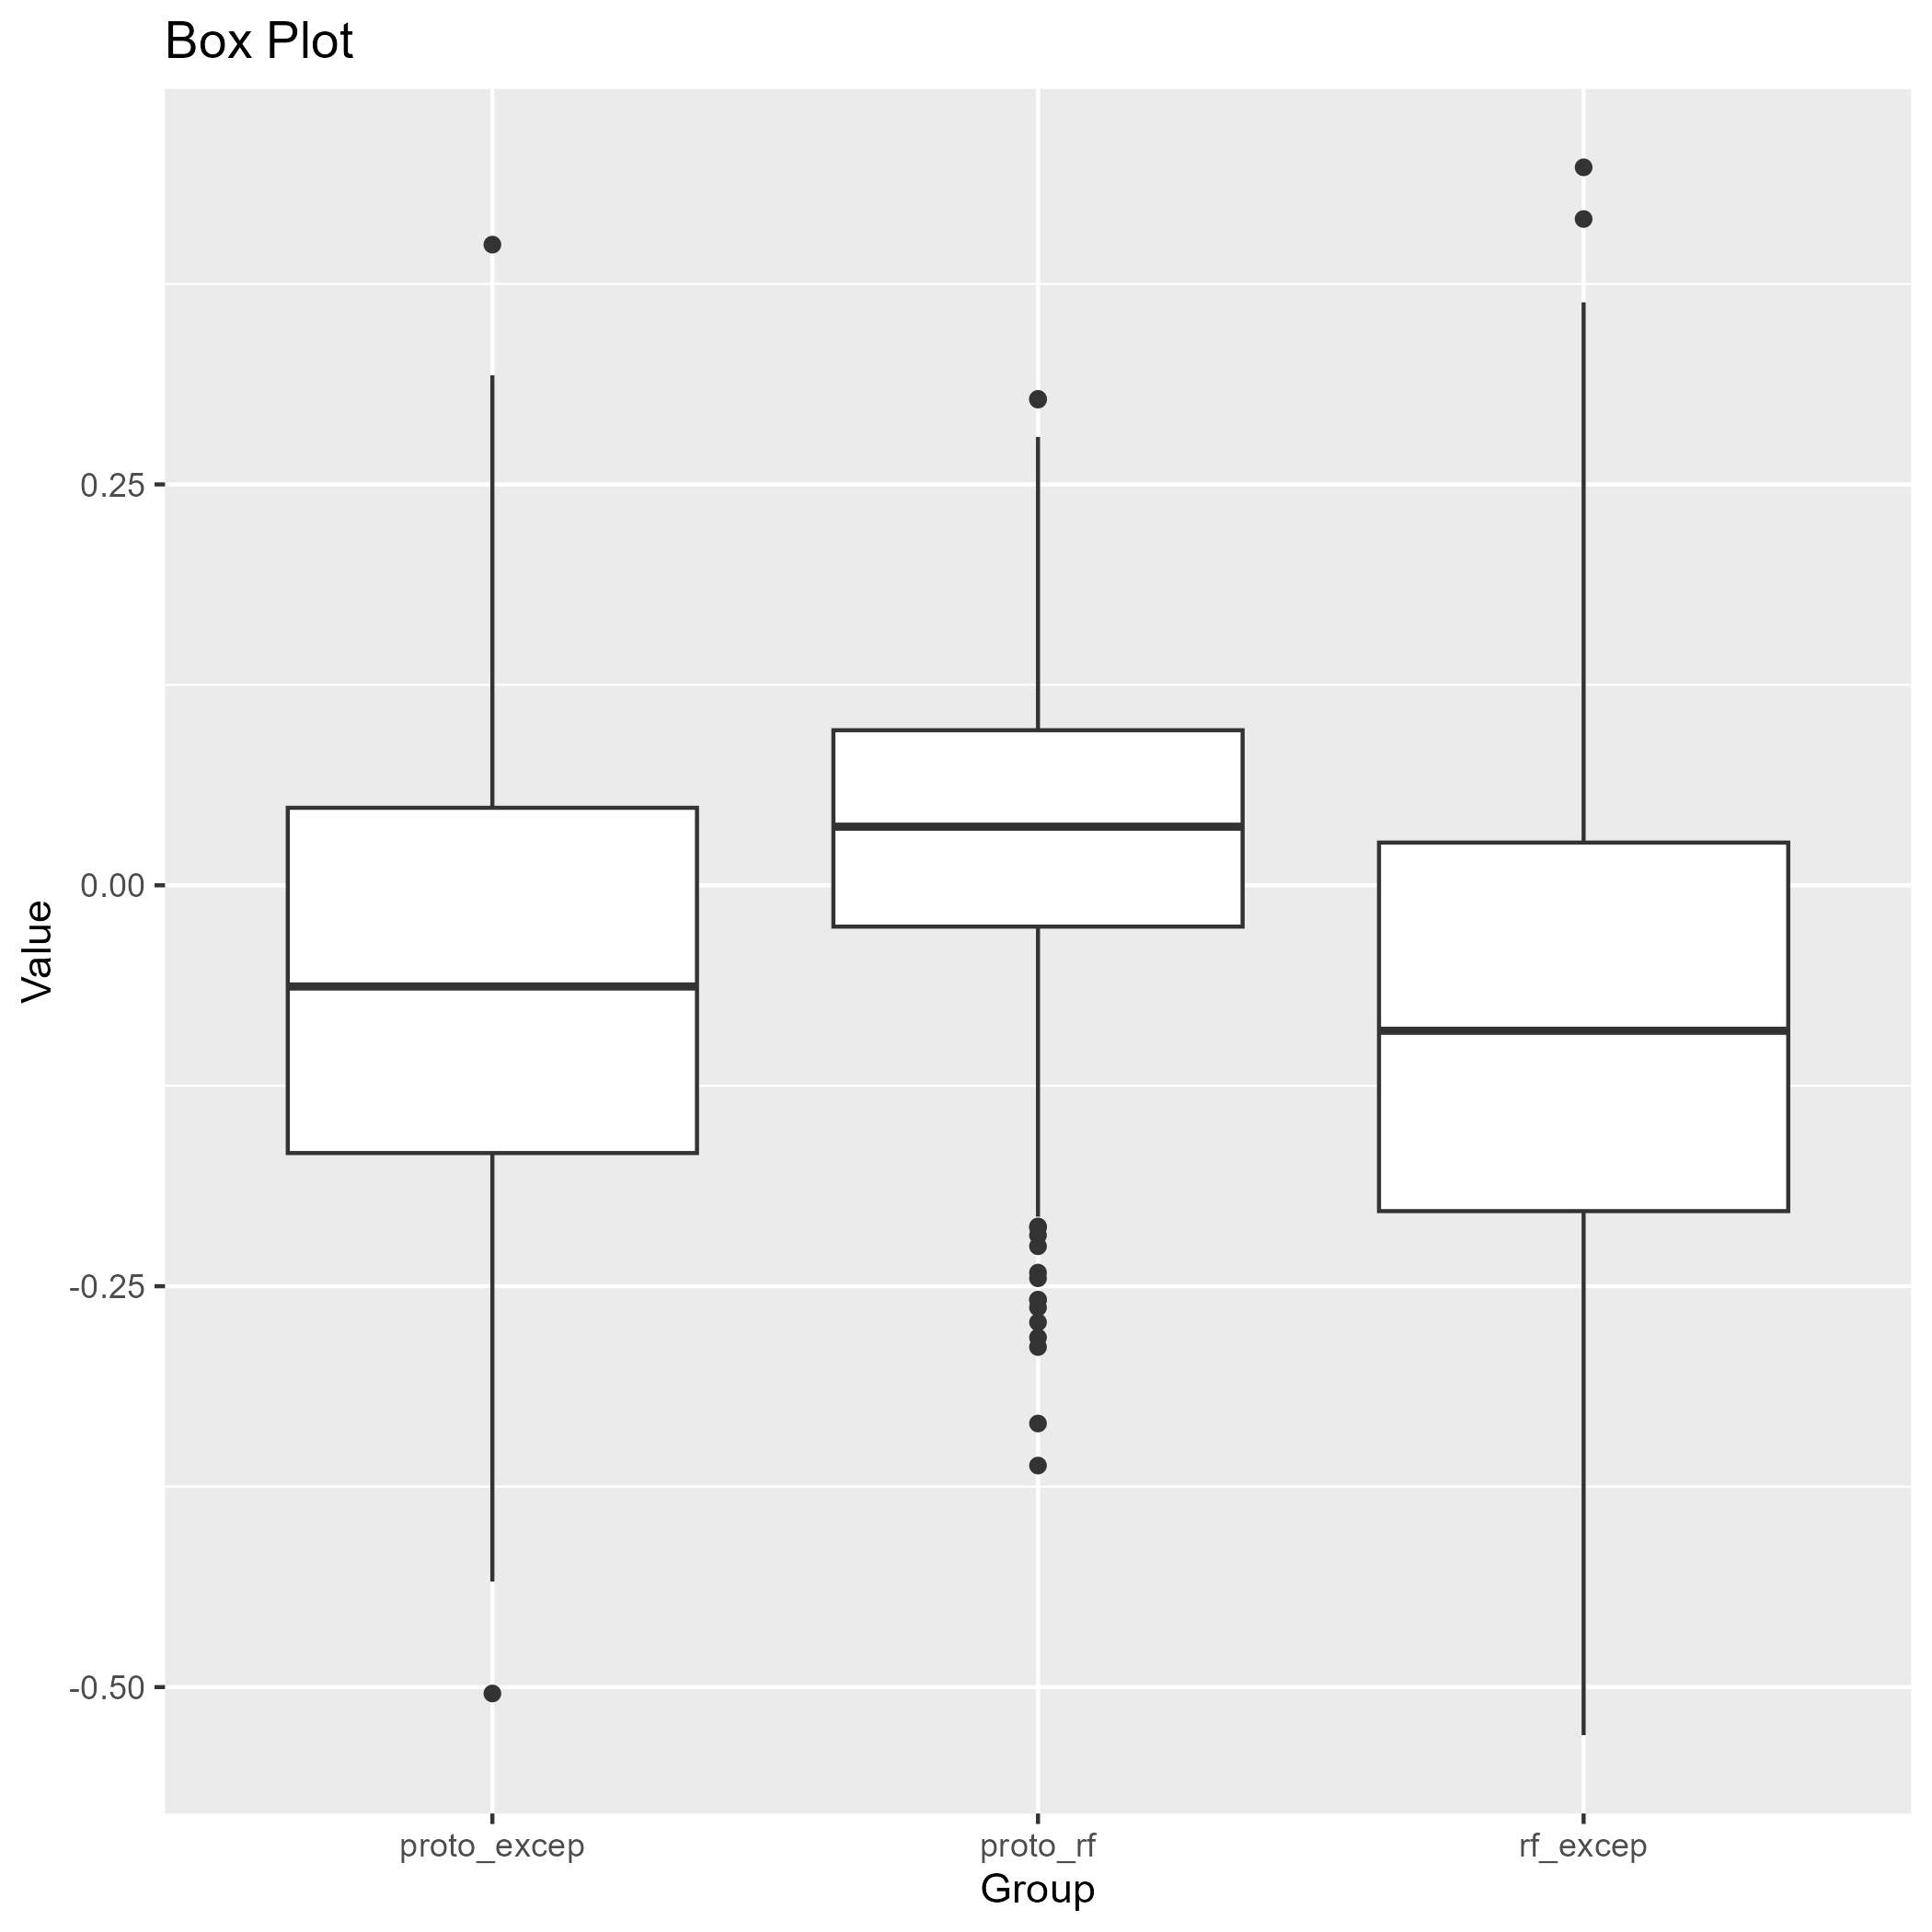 Box Plot
Value
0.25
0.00
-0.25
-0.50
proto_excep
proto_rf
rf_excep
Group